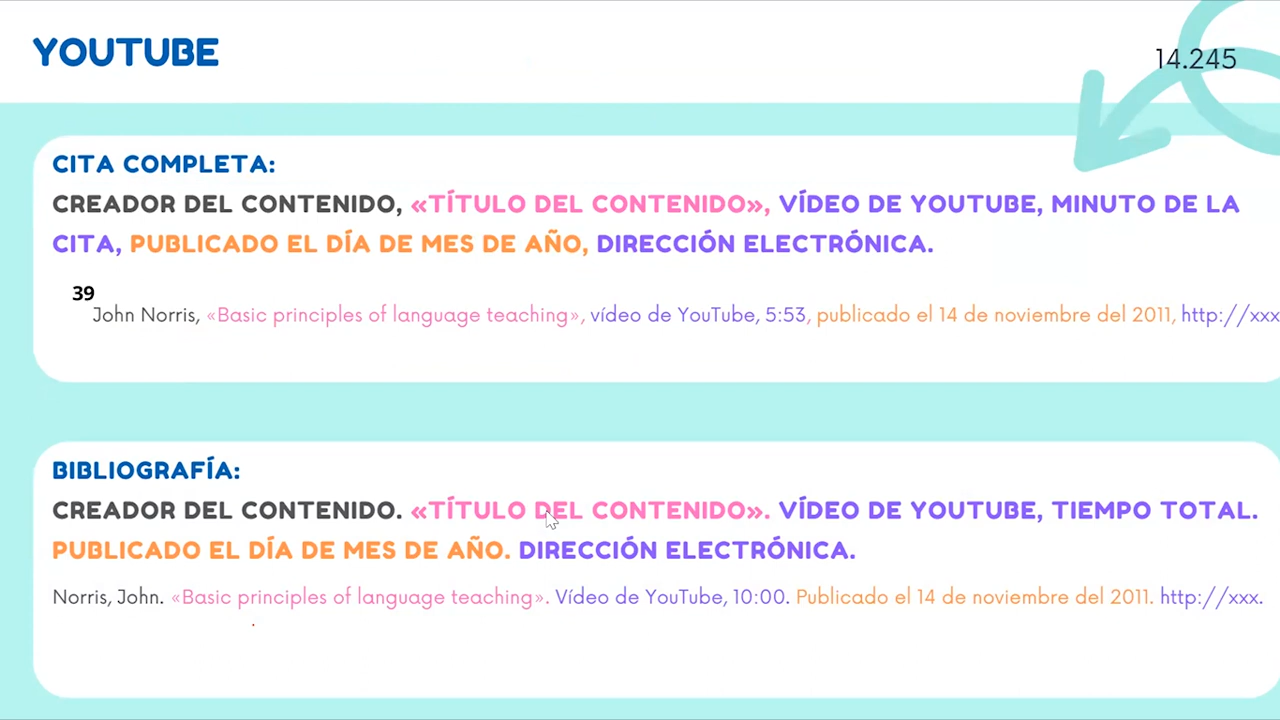 YOUTUBE
14.245
CITA COMPLETA:
CREADOR DEL CONTENIDO, «TÍTULO DEL CONTENIDO», VÍDEO DE YOUTUBE, MINUTO DE LA
CITA, PUBLICADO EL DÍA DE MES DE AÑO, DIRECCIÓN ELECTRÓNICA.
39
John Norris, «Basic principles of language teaching», vídeo de YouTube, 5:53, publicado el 14 de noviembre del 2011, http://xxx
BIBLIOGRAFÍA:
CREADOR DEL CONTENIDO. «TÍTULO DEL CONTENIDO». VÍDEO DE YOUTUBE, TIEMPO TOTAL.
PUBLICADO EL DÍA DE MES DE AÑO. DIRECCIÓN ELECTRÓNICA.
Norris, John. «Basic principles of language teaching». Vídeo de YouTube, 10:00. Publicado el 14 de noviembre del 2011. http://xxx.